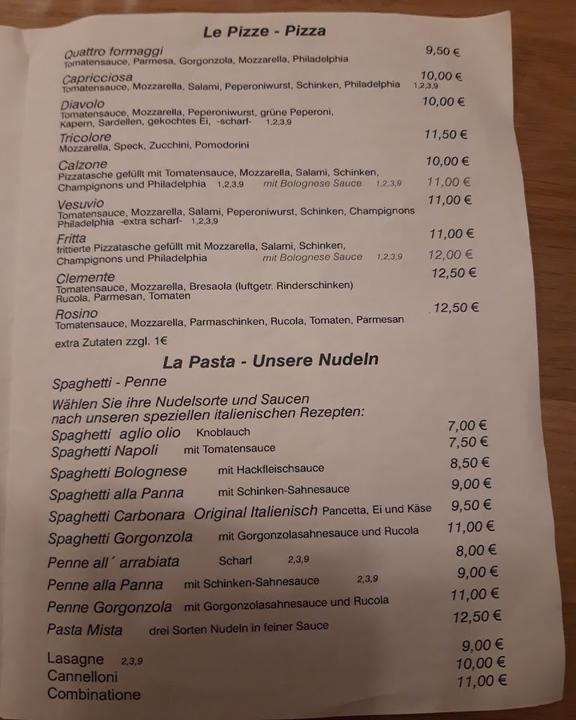 Le Pizze - Pizza
Quattro formaggi 9,50 €
Tomatensauce, Parmesa, Gorgonzola, Mozzarella, Philadelphia
Capricciosa 10,00 €
Tomatensauce, Mozzarella, Salami, Peperoniwurst, Schinken, Philadelphia 1,2,3,9
Diavolo 10,00 €
Tomatensauce, Mozzarella, Peperoniwurst, grüne Peperoni,
Kapern, Sardellen, gekochtes Ei, -scharf- 1,2,3,9
Tricolore 11,50 €
Mozzarella, Speck, Zucchini, Pomodorini
Calzone 10,00 €
Pizzatasche gefüllt mit Tomatensauce, Mozzarella, Salami, Schinken,
Champignons und Philadelphia 1,2,3,9 mit Bolognese Sauce 1,2,3,9 11,00 €
Vesuvio 11,00 €
Tomatensauce, Mozzarella, Salami, Peperoniwurst, Schinken, Champignons
Philadelphia -extra scharf- 1,2,3,9
Fritta 11,00 €
frittierte Pizzatasche gefüllt mit Mozzarella, Salami, Schinken,
Champignons und Philadelphia mit Bolognese Sauce 1,2,3,9 12,00 €
Clemente 12,50 €
Tomatensauce, Mozzarella, Bresaola (luftgetr. Rinderschinken)
Rucola, Parmesan, Tomaten
Rosino 12,50 €
Tomatensauce, Mozzarella, Parmaschinken, Rucola, Tomaten, Parmesan
extra Zutaten zzgl. 1€
La Pasta - Unsere Nudeln
Spaghetti - Penne
Wählen Sie ihre Nudelsorte und Saucen
nach unseren speziellen italienischen Rezepten:
Spaghetti aglio olio Knoblauch 7,00 €
Spaghetti Napoli mit Tomatensauce 7,50 €
Spaghetti Bolognese mit Hackfleischsauce 8,50 €
Spaghetti alla Panna mit Schinken-Sahnesauce 9,00 €
Spaghetti Carbonara Original Italienisch Pancetta, Ei und Käse 9,50 €
Spaghetti Gorgonzola mit Gorgonzolasahnesauce und Rucola 11,00 €
Penne all´ arrabiata Scharf 2,3,9 8,00 €
Penne alla Panna mit Schinken-Sahnesauce 2,3,9 9,00 €
Penne Gorgonzola mit Gorgonzolasahnesauce und Rucola 11,00 €
Pasta Mista drei Sorten Nudeln in feiner Sauce 12,50 €
Lasagne 2,3,9 9,00 €
Cannelloni 10,00 €
Combinatione 11,00 €